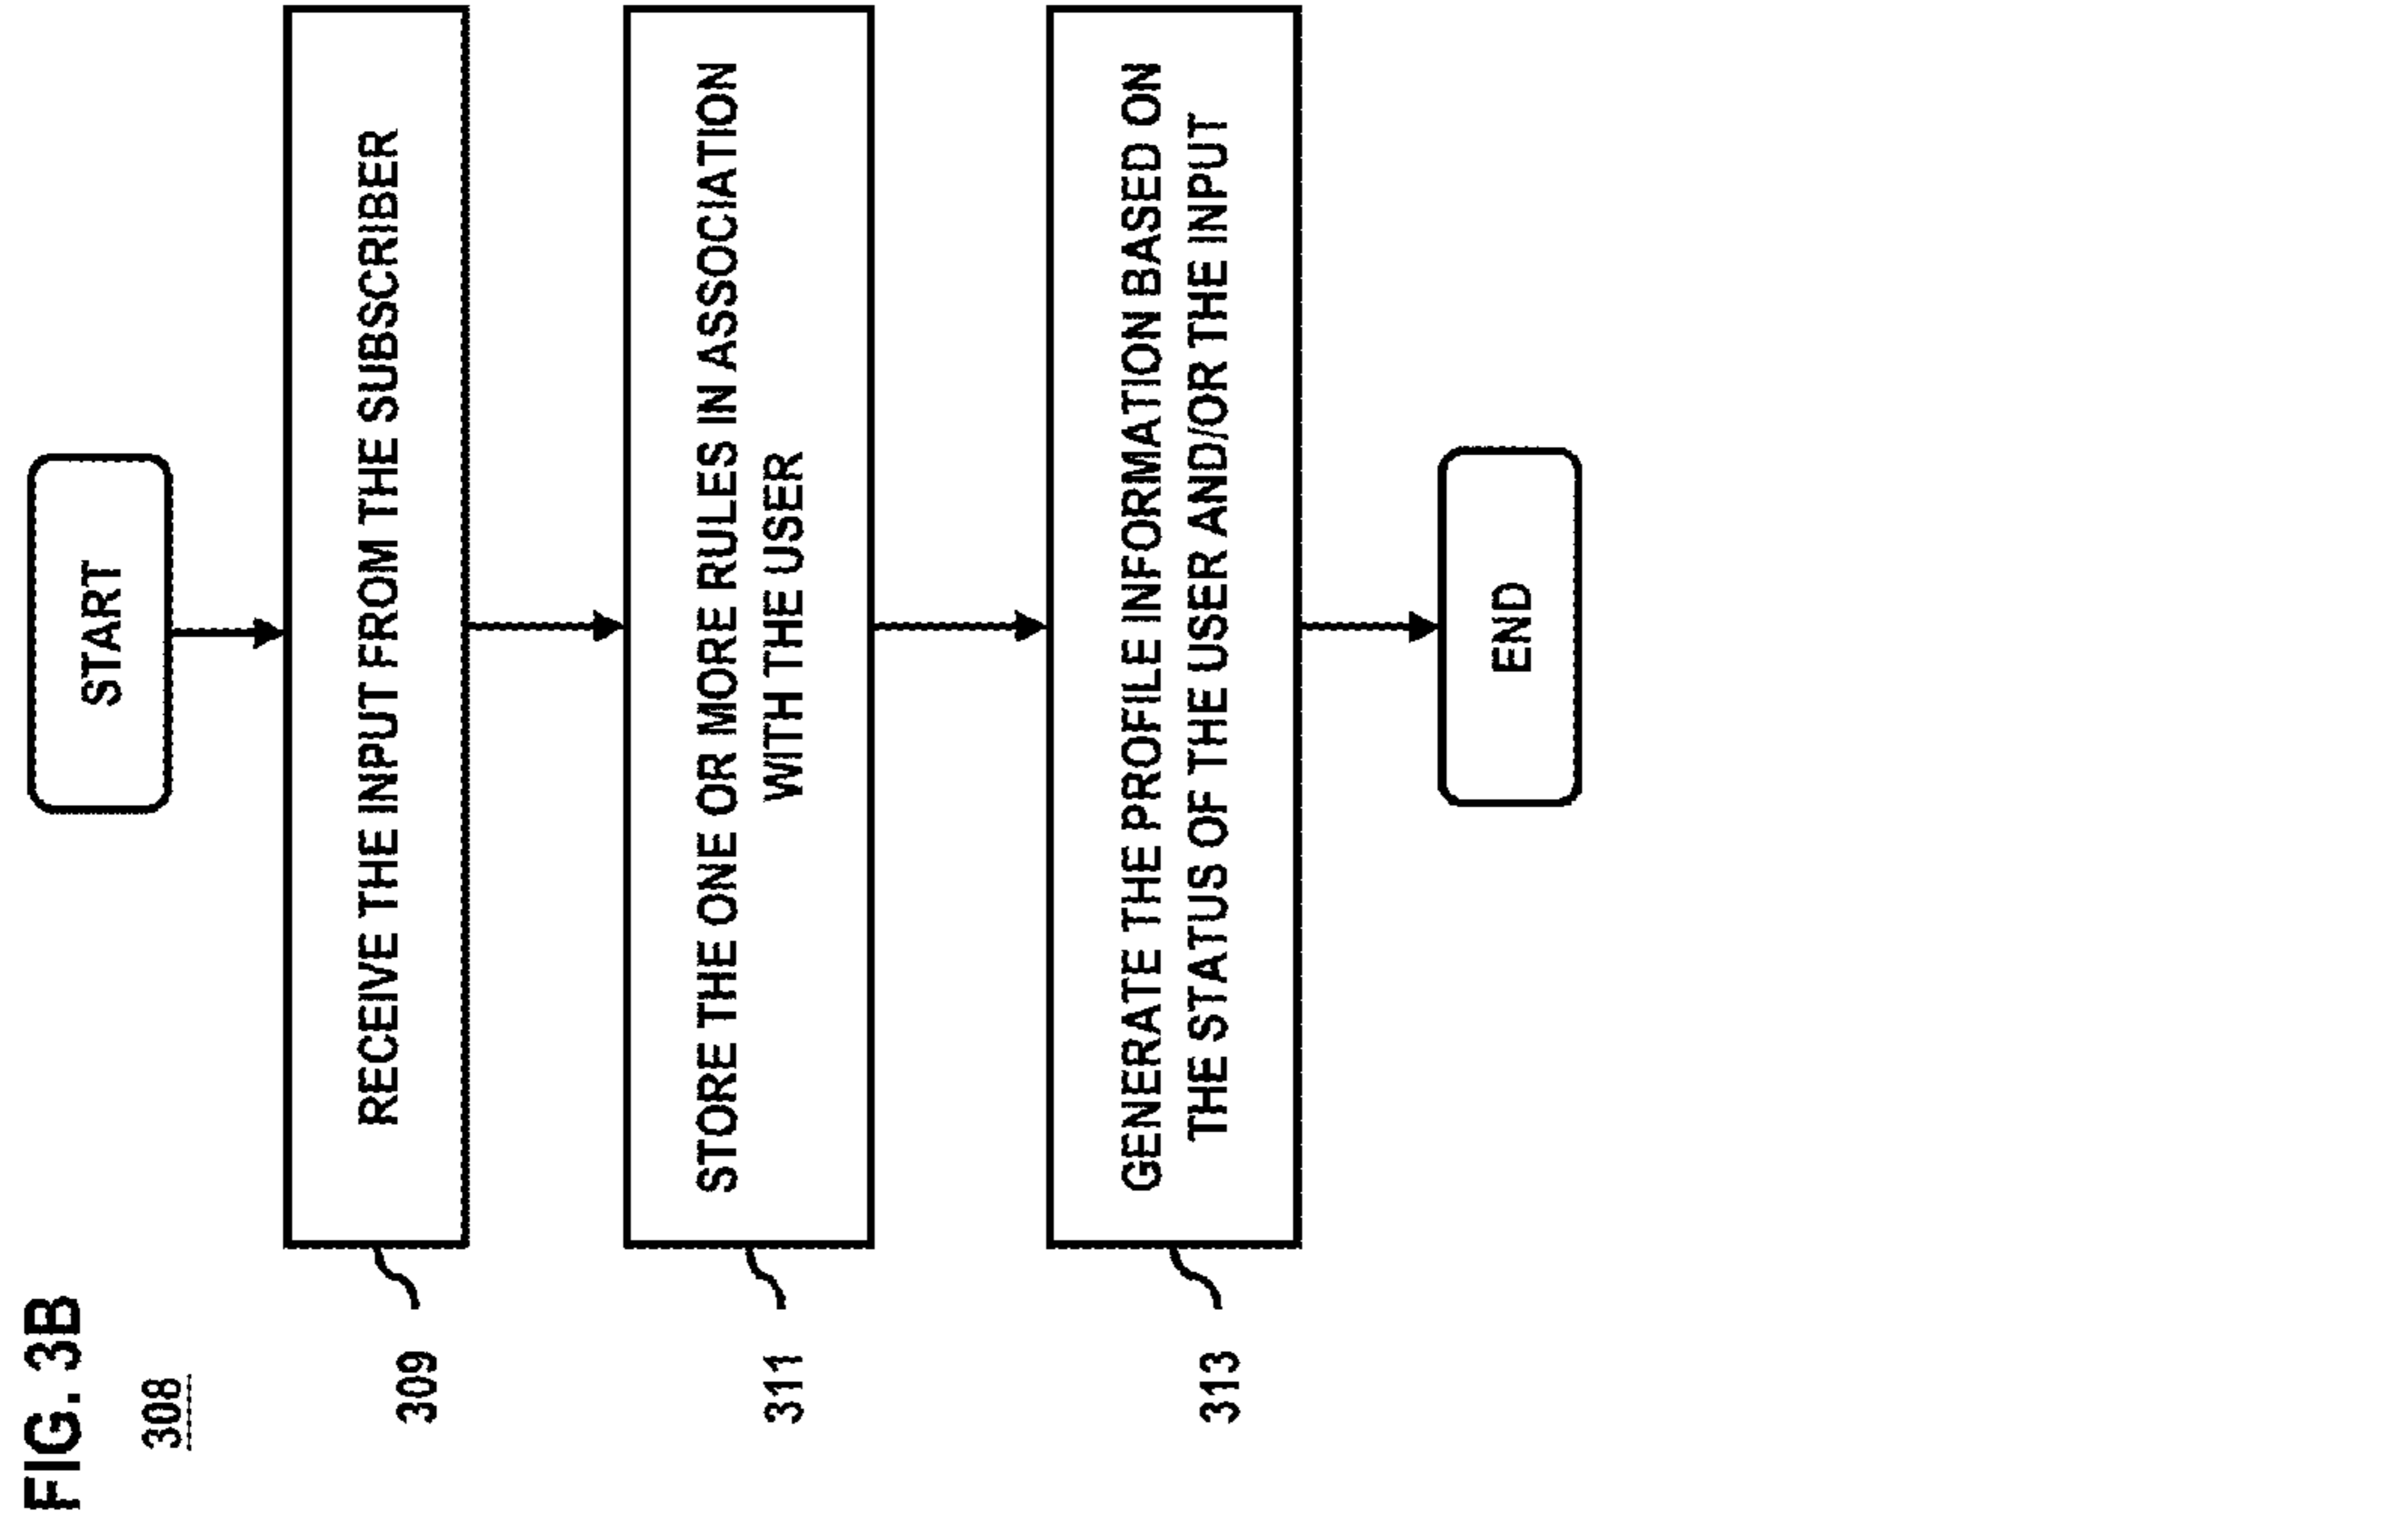 FIG. 3B
308
START
309
RECEIVE THE INPUT FROM THE SUBSCRIBER
311
STORE THE ONE OR MORE RULES IN ASSOCIATION
WITH THE USER
313
GENERATE THE PROFILE INFORMATION BASED ON
THE STATUS OF THE USER AND/OR THE INPUT
END